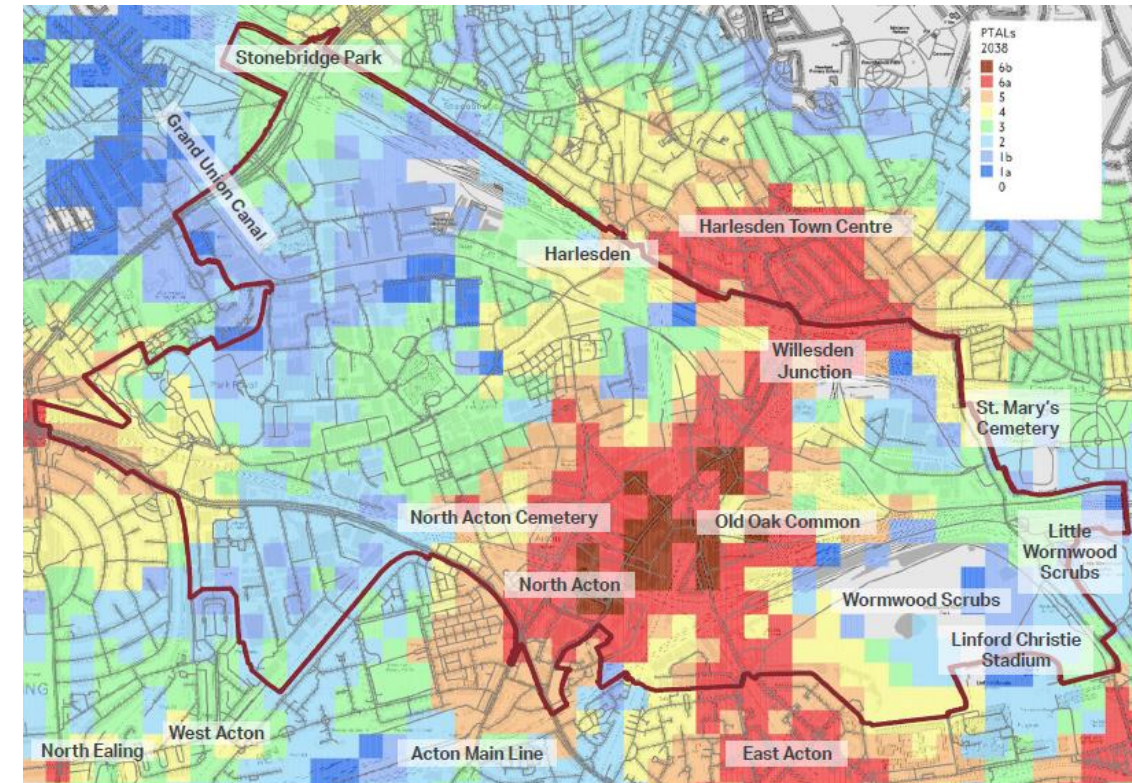 Stonebridge Park
PTALs
2038
6b
6a
5
4
3
2
1b
1a
0
Grand Union Canal
Harlesden Town Centre
Harlesden
Willesden
Junction
St. Mary's
Cemetery
North Acton Cemetery
Old Oak Common
Little
Wormwood
Scrubs
North Acton
Wormwood Scrubs
Linford Christie
Stadium
West Acton
North Ealing
Acton Main Line
East Acton